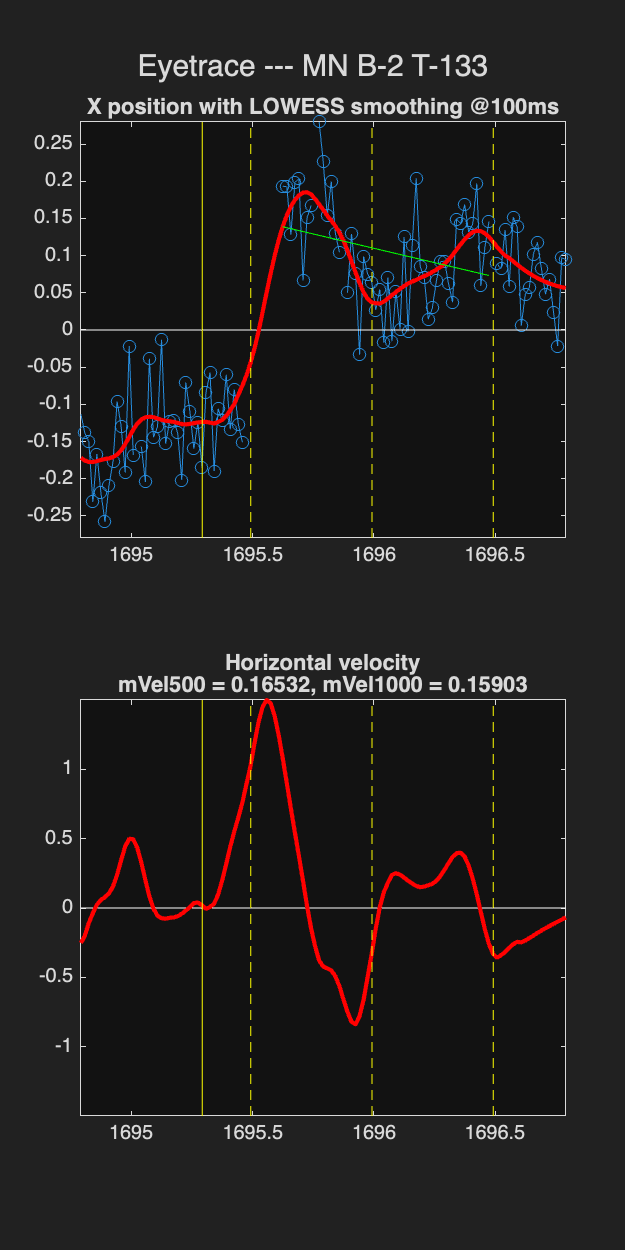 Eyetrace --- MN B-2 T-133
X position with LOWESS smoothing @100ms
0.25
0.2
0.15
0.1
0.05
0
-0.05
-0.1
-0.15
-0.2
-0.25
1695 1695.5 1696 1696.5
Horizontal velocity
mVel500 = 0.16532, mVel1000 = 0.15903
1
0.5
0
-0.5
-1
1695 1695.5 1696 1696.5